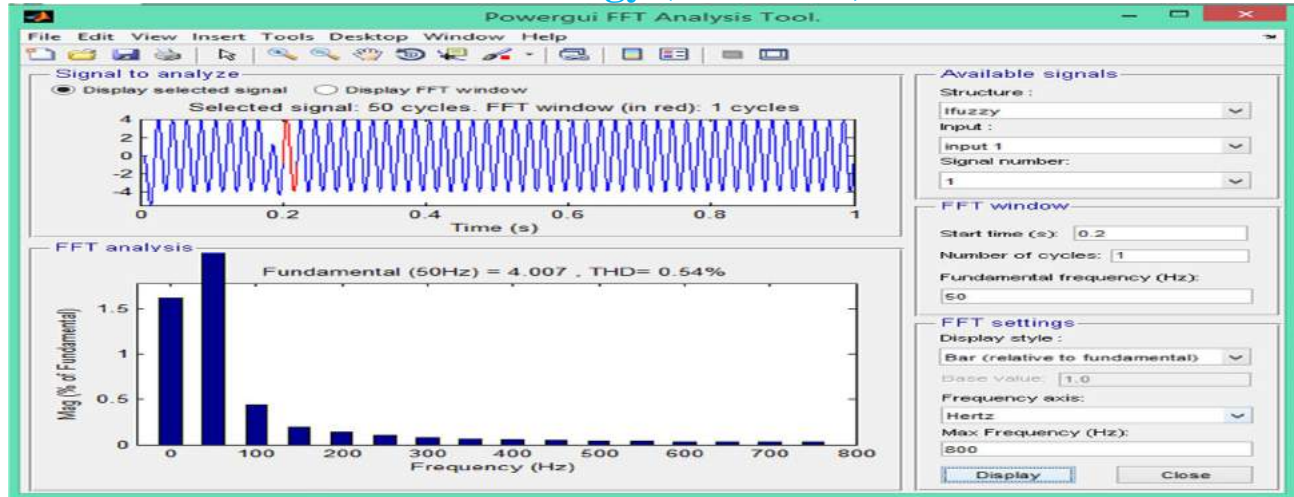 Powergui FFT Analysis Tool.
File Edit View Insert Tools Desktop Window Help
Signal to analyze
Display selected signal Display FFT window
Selected signal: 50 cycles. FFT window (in red): 1 cycles
4
2
0
-2
-4
0 0.2 0.4 0.6 0.8 1
Time (s)
FFT analysis
Fundamental (50Hz) = 4.007 , THD= 0.54%
Mag (% of Fundamental)
1.5
1
0.5
0
0 100 200 300 400 500 600 700 800
Frequency (Hz)
Available signals
Structure :
Ifuzzy
Input :
input 1
Signal number:
1
FFT window
Start time (s): 0.2
Number of cycles: 1
Fundamental frequency (Hz):
50
FFT settings
Display style :
Bar (relative to fundamental)
Base value: 1.0
Frequency axis:
Hertz
Max Frequency (Hz):
800
Display Close